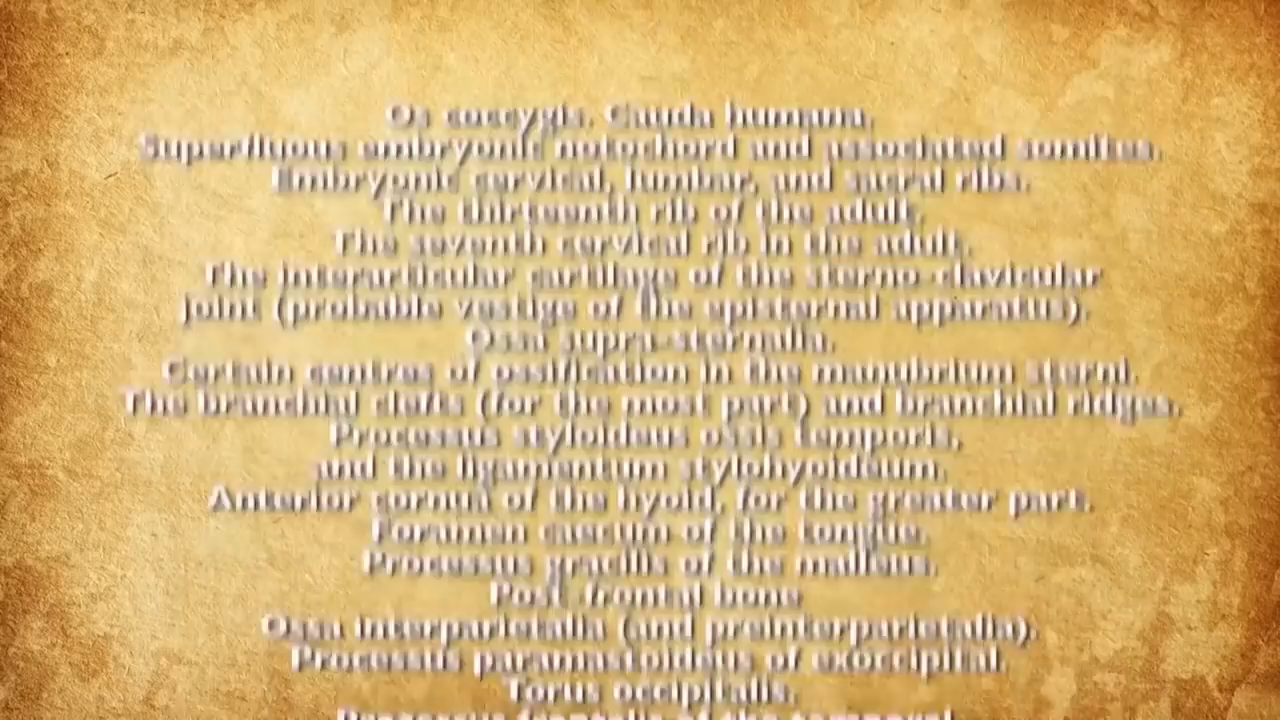 Os coccygis. Cauda humana.
Superfluous embryonic notochord and associated somites.
Embryonic cervical, lumbar, and sacral ribs.
The thirteenth rib of the adult.
The seventh cervical rib in the adult.
The interarticular cartilage of the sterno-clavicular
joint (probable vestige of the episternal apparatus).
Ossa supra-sternalia.
Certain centres of ossification in the manubrium sterni.
The branchial clefts (for the most part) and branchial ridges.
Processus styloideus ossis temporis,
and the ligamentum stylohyoideum.
Anterior cornua of the hyoid, for the greater part.
Foramen caecum of the tongue.
Processus gracilis of the malleus.
Post-frontal bone
Ossa interparietalia (and preinterparietalia).
Processus paramastoideus of exoccipital
Torus occipitalis.
Processus frontalis of the temporal